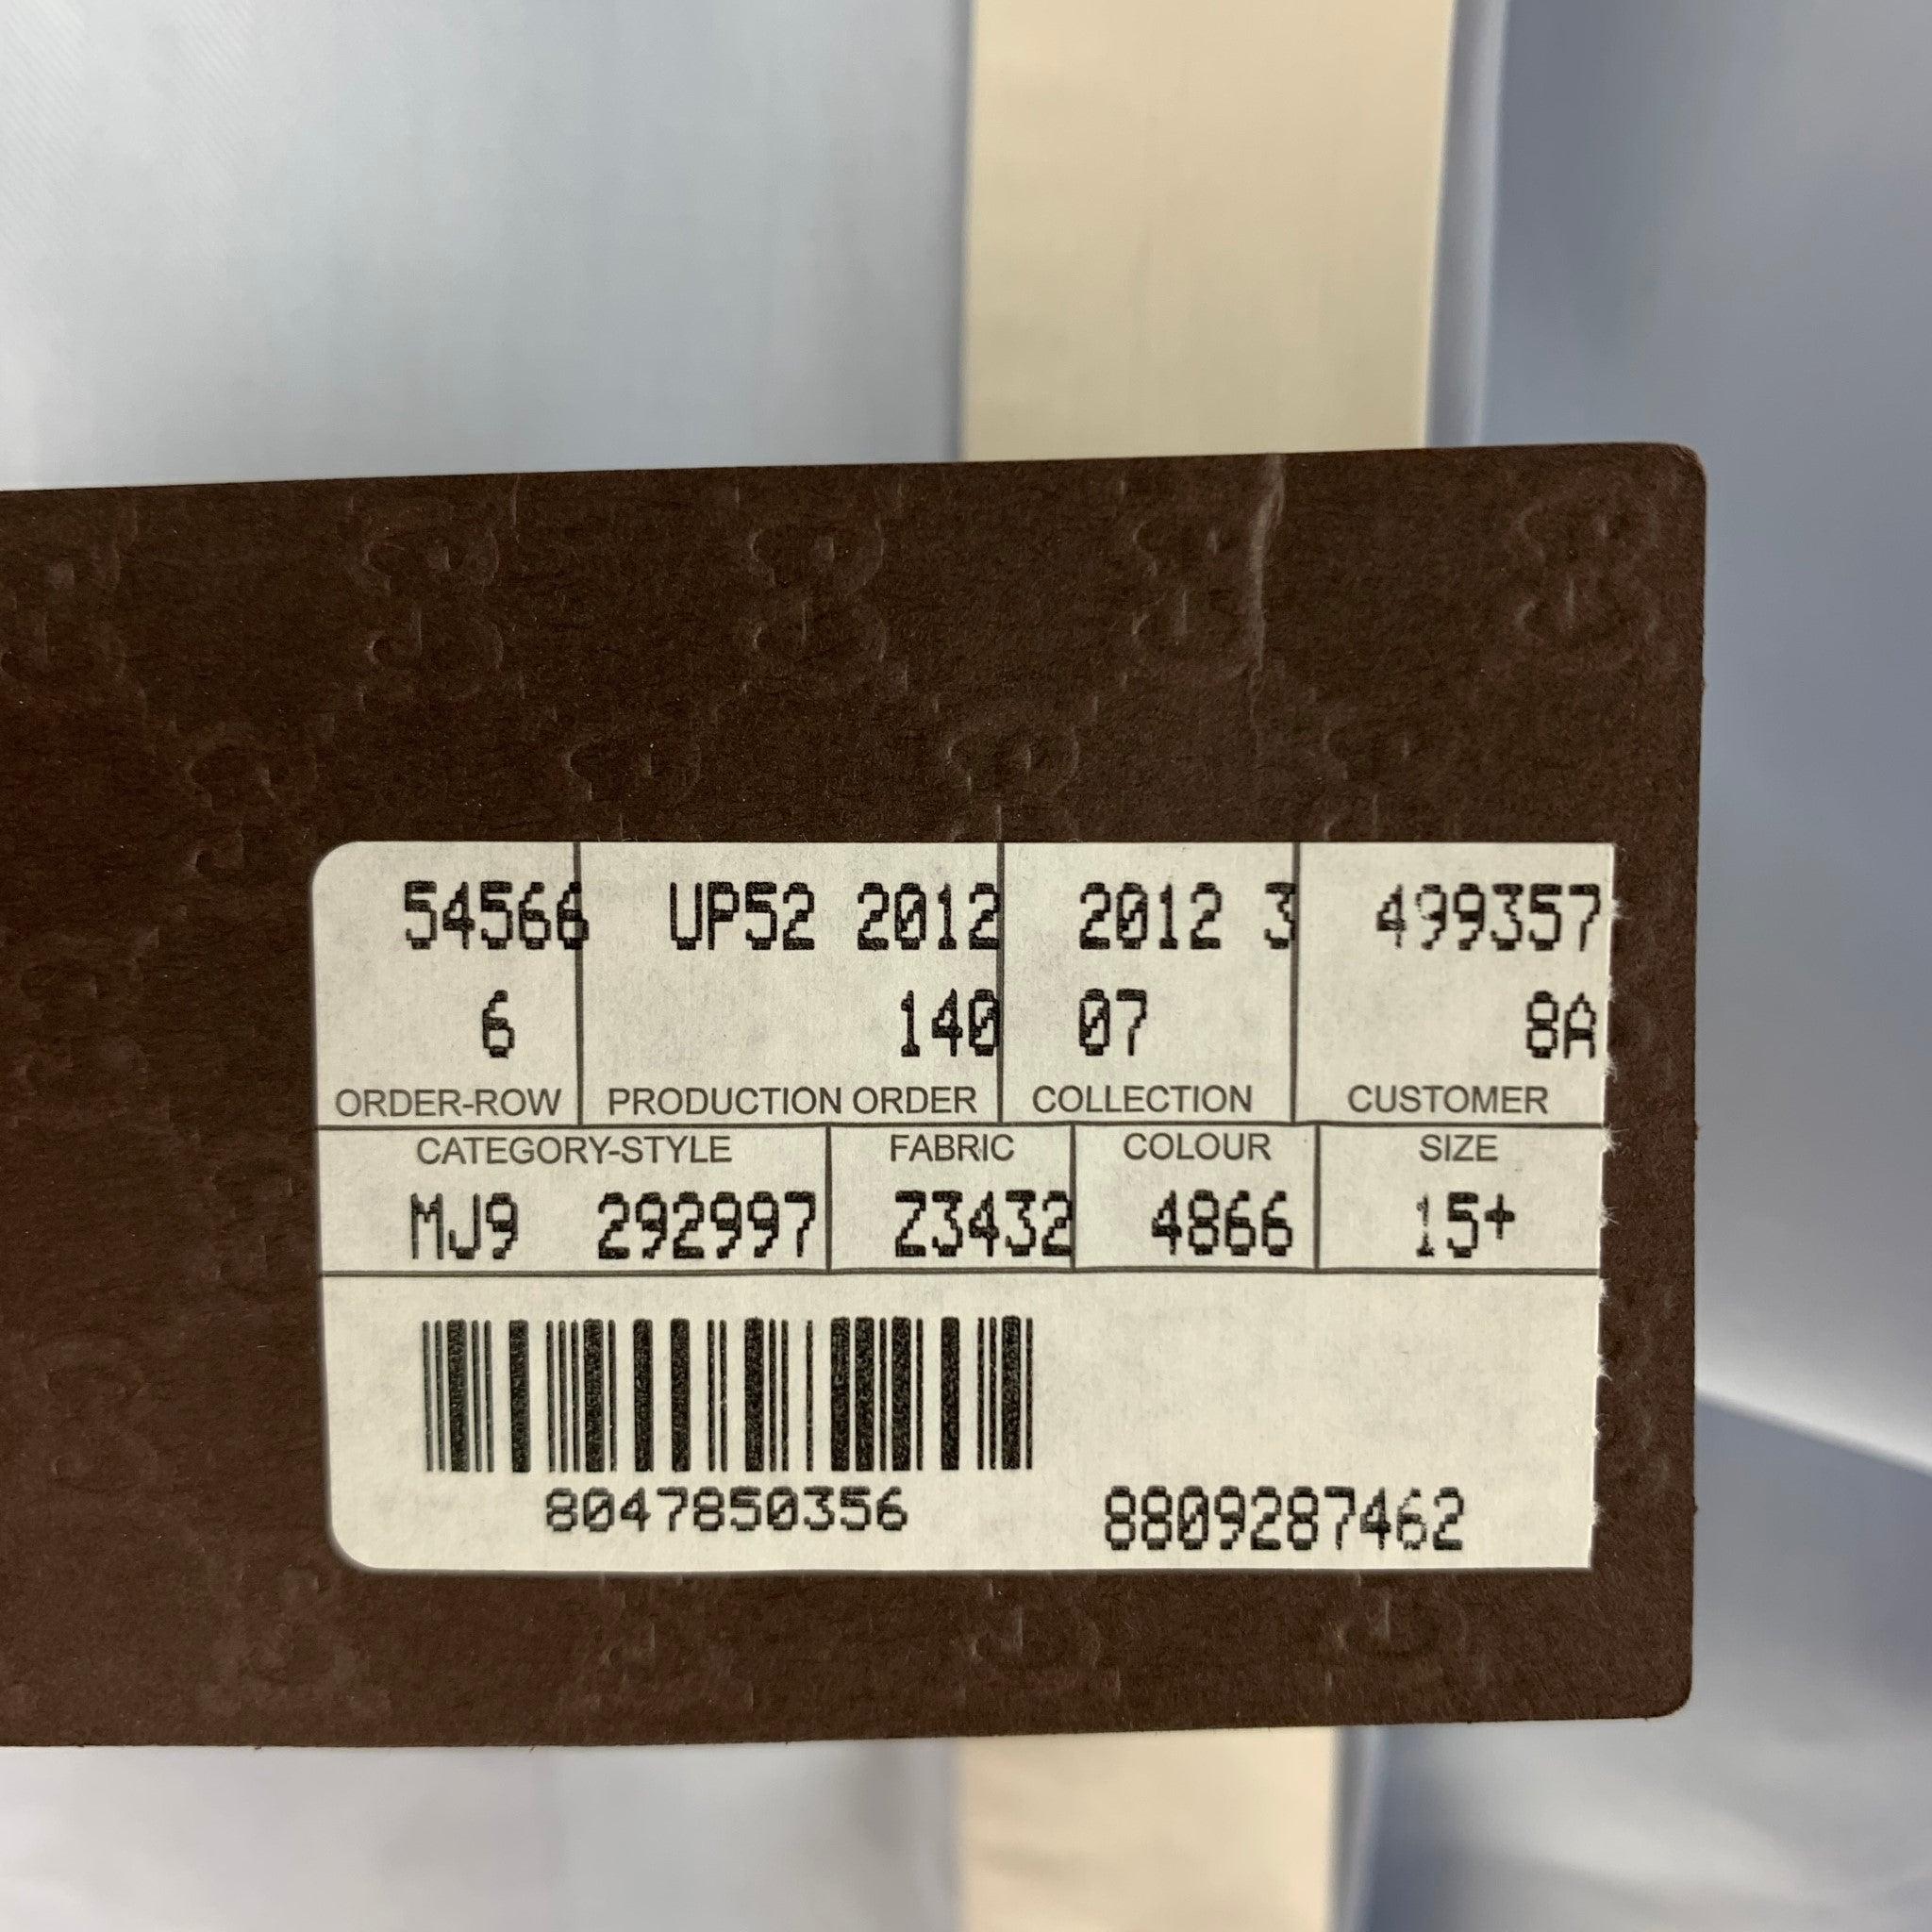 54566 UP52 2012 2012 3 499357
6 140 07 8A
ORDER-ROW PRODUCTION ORDER COLLECTION CUSTOMER
CATEGORY-STYLE FABRIC COLOUR SIZE
MJ9 292997 Z3432 4866 15+
8047850356 8809287462